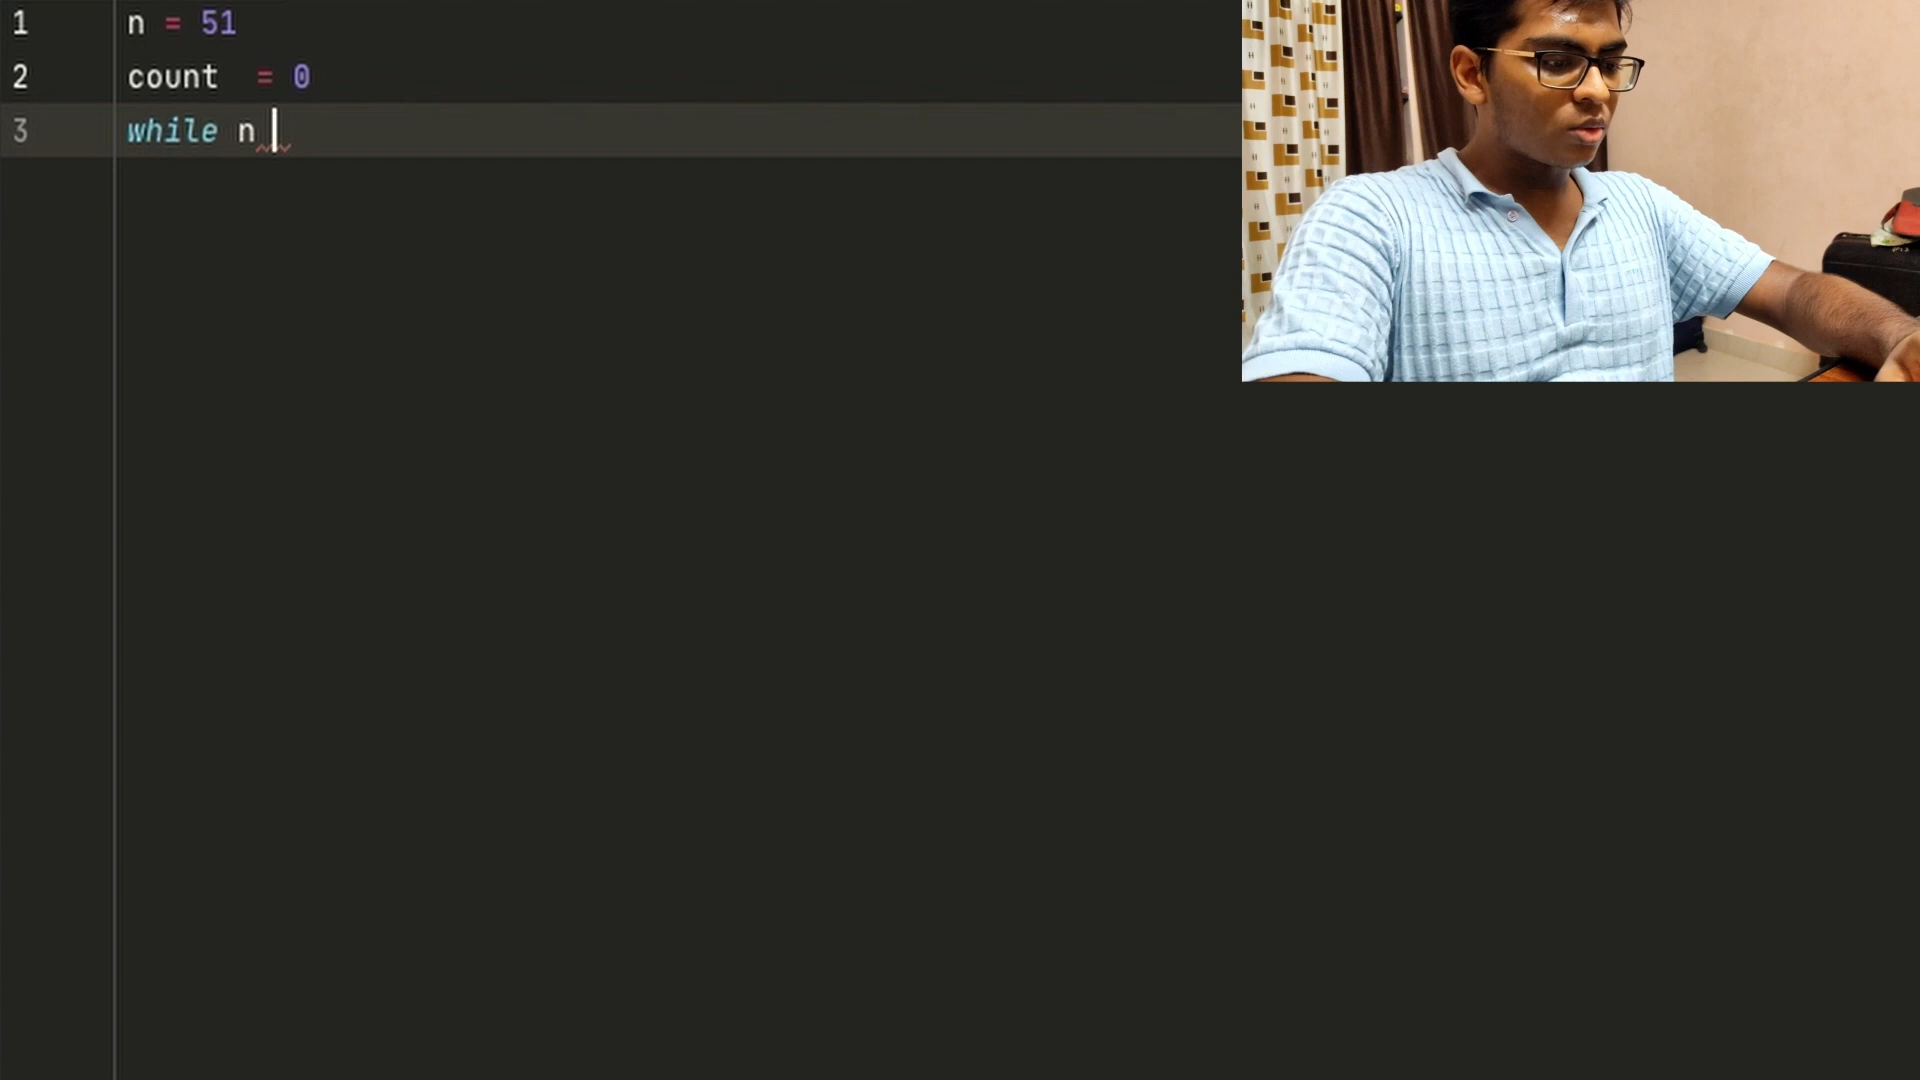 1 n = 51
2 count  = 0
3 while n